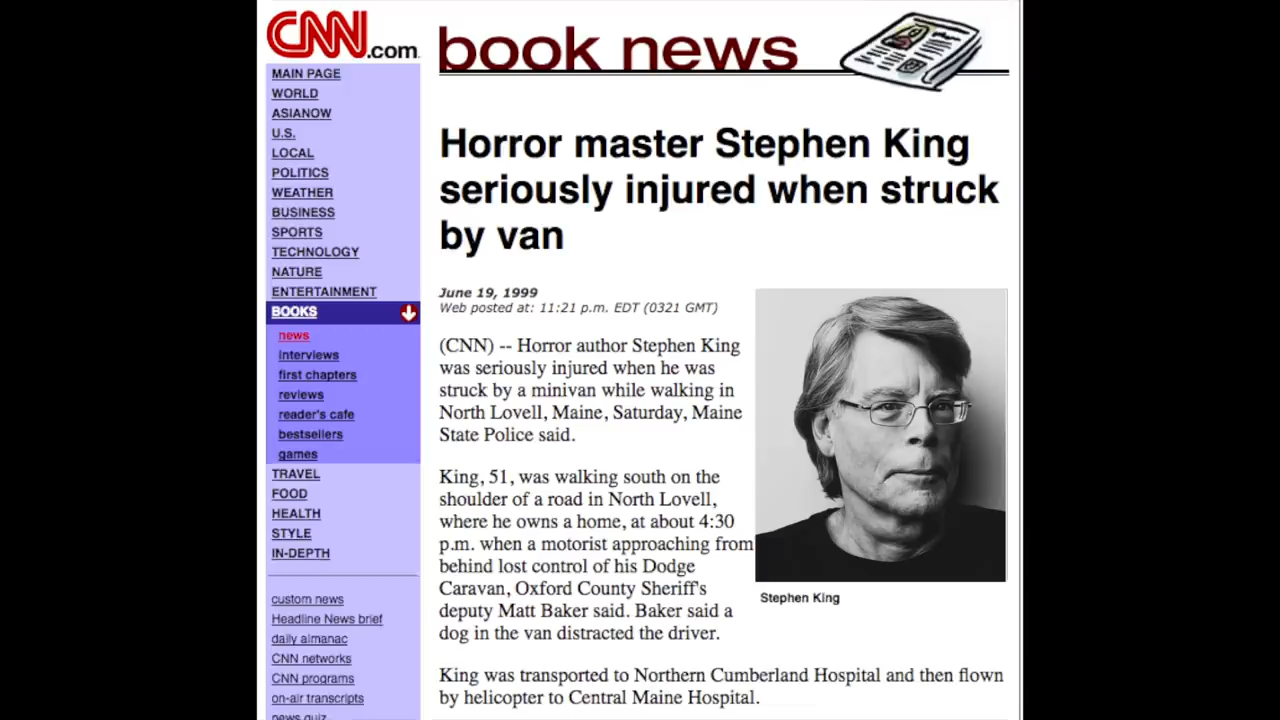 CNN.com
MAIN PAGE
WORLD
ASIANOW
U.S.
LOCAL
POLITICS
WEATHER
BUSINESS
SPORTS
TECHNOLOGY
NATURE
ENTERTAINMENT
BOOKS
news
interviews
first chapters
reviews
reader's cafe
bestsellers
games
TRAVEL
FOOD
HEALTH
STYLE
IN-DEPTH
custom news
Headline News brief
daily almanac
CNN networks
CNN programs
on-air transcripts
news quiz
book news
Horror master Stephen King
seriously injured when struck
by van
June 19, 1999
Web posted at: 11:21 p.m. EDT (0321 GMT)
(CNN) -- Horror author Stephen King
was seriously injured when he was
struck by a minivan while walking in
North Lovell, Maine, Saturday, Maine
State Police said.
King, 51, was walking south on the
shoulder of a road in North Lovell,
where he owns a home, at about 4:30
p.m. when a motorist approaching from
behind lost control of his Dodge
Caravan, Oxford County Sheriff's
deputy Matt Baker said. Baker said a
dog in the van distracted the driver.
Stephen King
King was transported to Northern Cumberland Hospital and then flown
by helicopter to Central Maine Hospital.